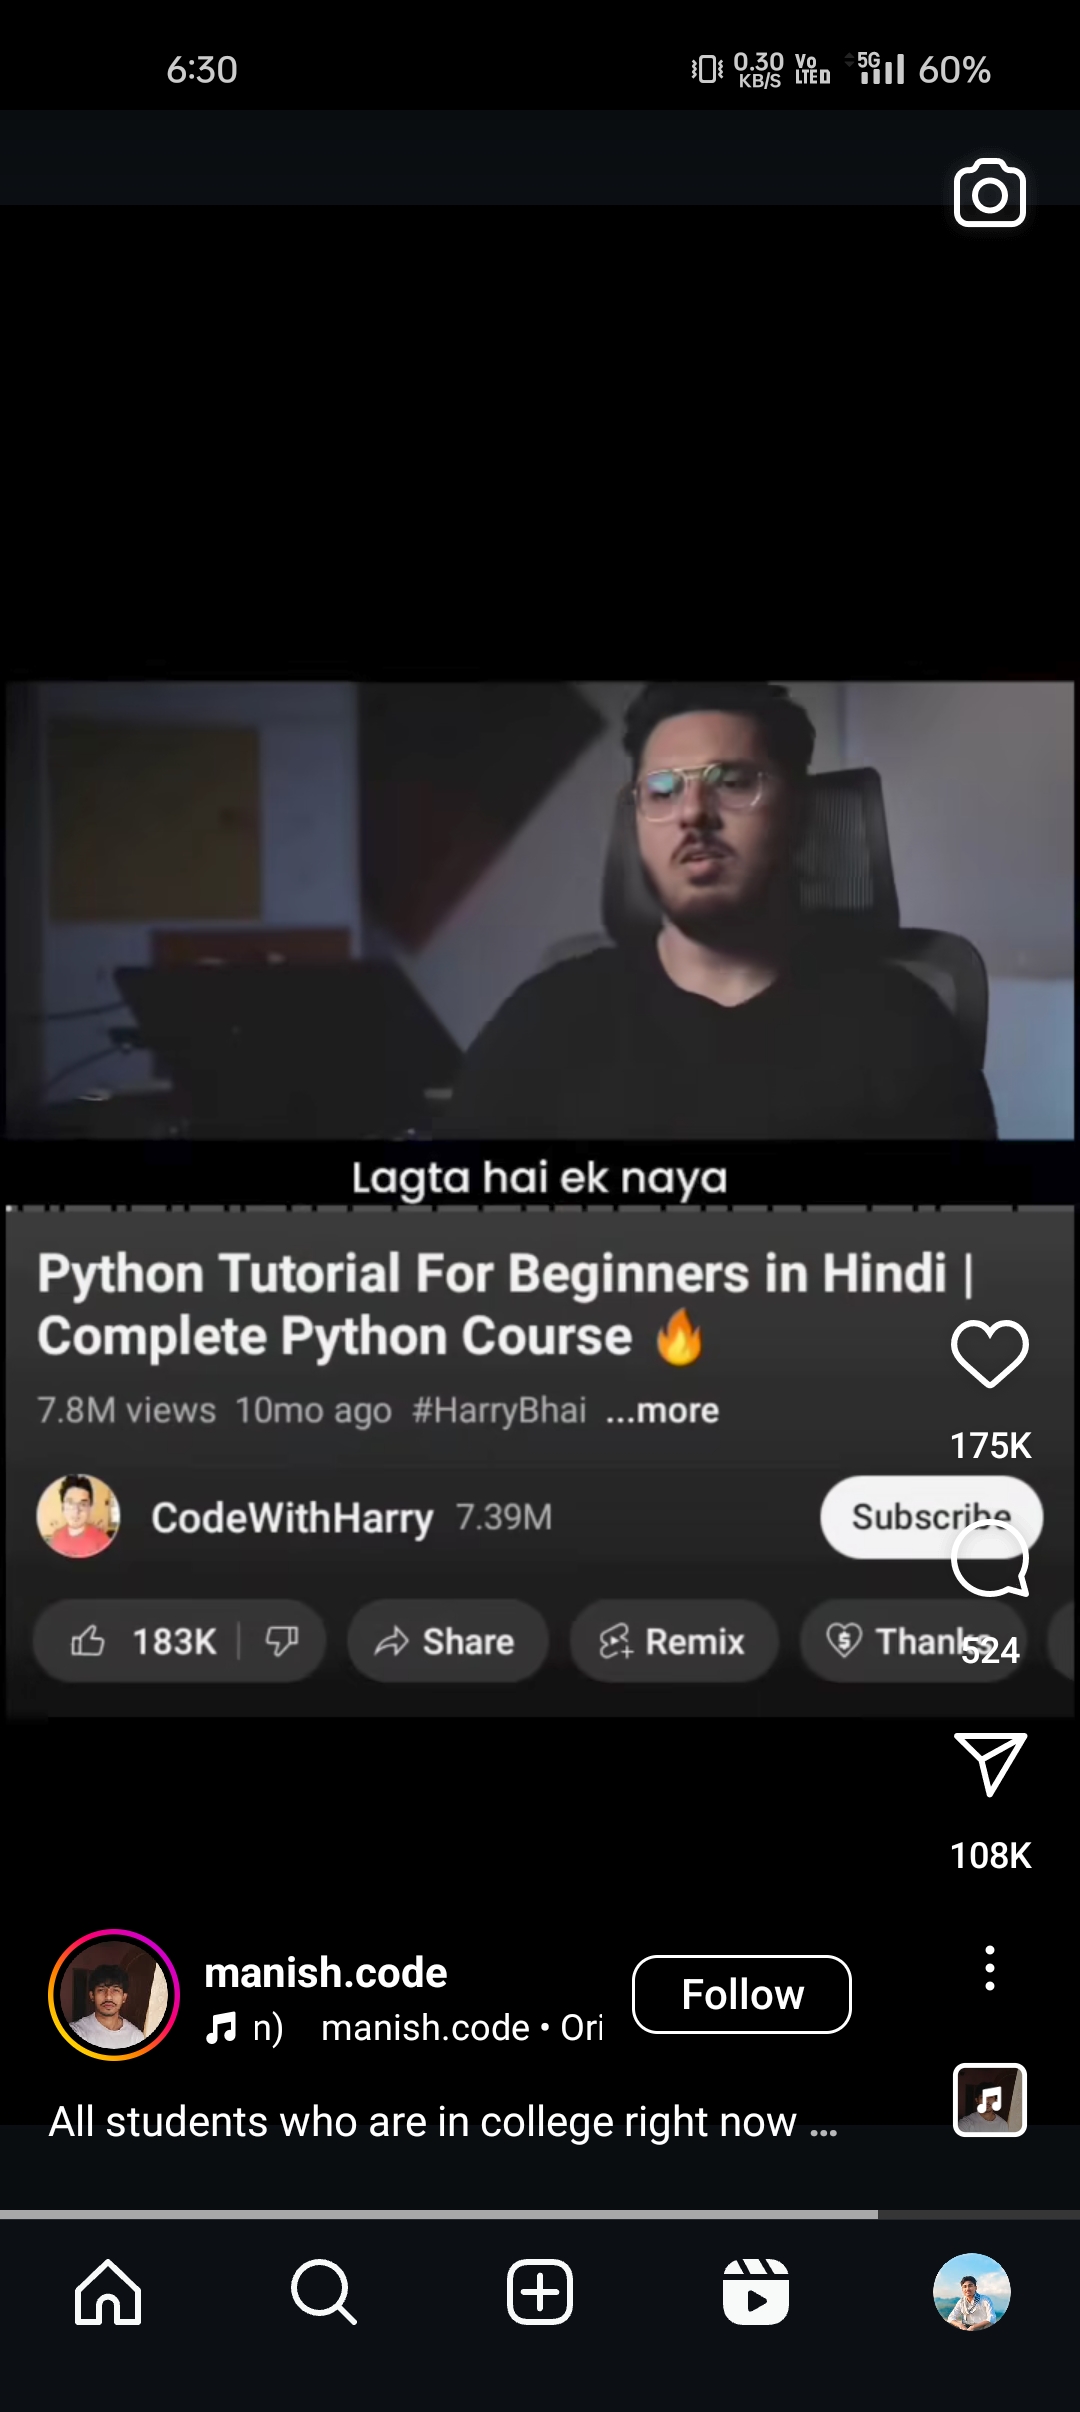 6:30
0.30 KB/S Vo LTE 5G 60%
Lagta hai ek naya
Python Tutorial For Beginners in Hindi |
Complete Python Course 🔥
7.8M views 10mo ago #HarryBhai ...more
175K
CodeWithHarry 7.39M Subscribe
183K Share Remix Thanks
524
108K
manish.code
Follow
n) manish.code • Ori
All students who are in college right now ...